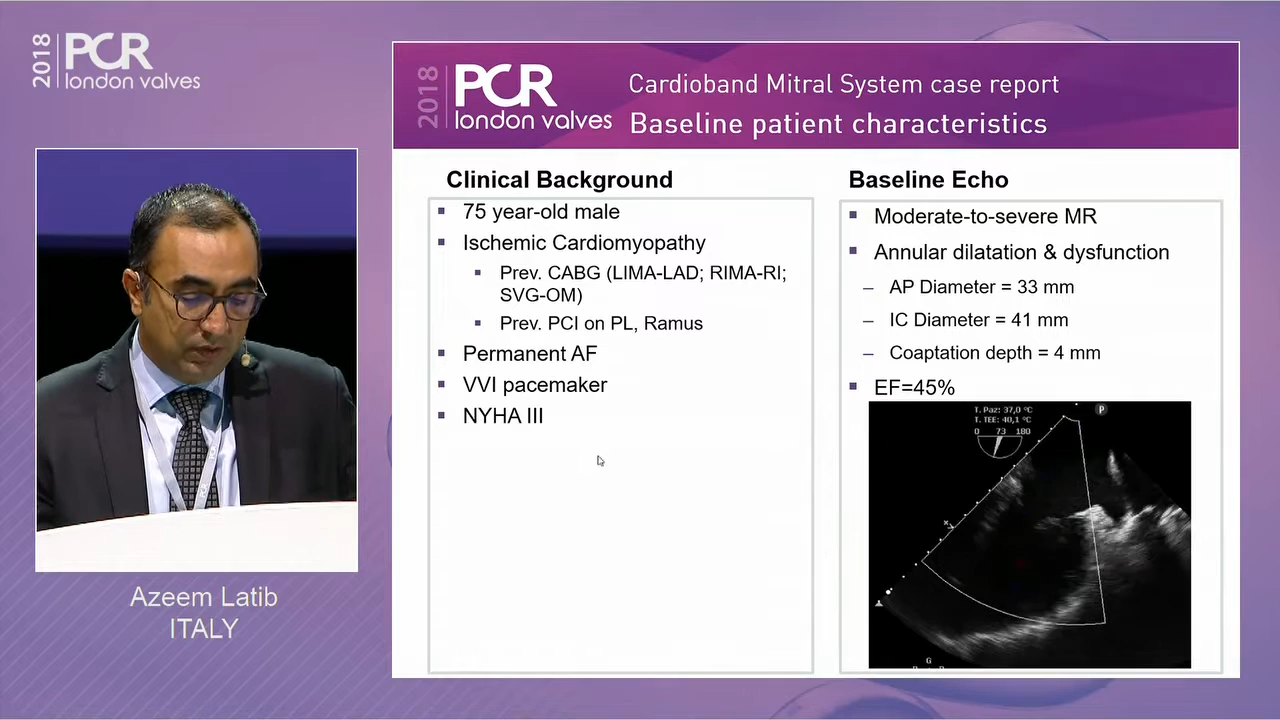 2018 PCR
london valves
2018 PCR
london valves
Cardioband Mitral System case report
Baseline patient characteristics
Clinical Background
75 year-old male
Ischemic Cardiomyopathy
Prev. CABG (LIMA-LAD; RIMA-RI;
SVG-OM)
Prev. PCI on PL, Ramus
Permanent AF
VVI pacemaker
NYHA III
Baseline Echo
Moderate-to-severe MR
Annular dilatation & dysfunction
– AP Diameter = 33 mm
– IC Diameter = 41 mm
– Coaptation depth = 4 mm
EF=45%
T. Paz: 37,0 °C
T. TEE: 40,1 °C
0 73 180
P
G
Azeem Latib
ITALY